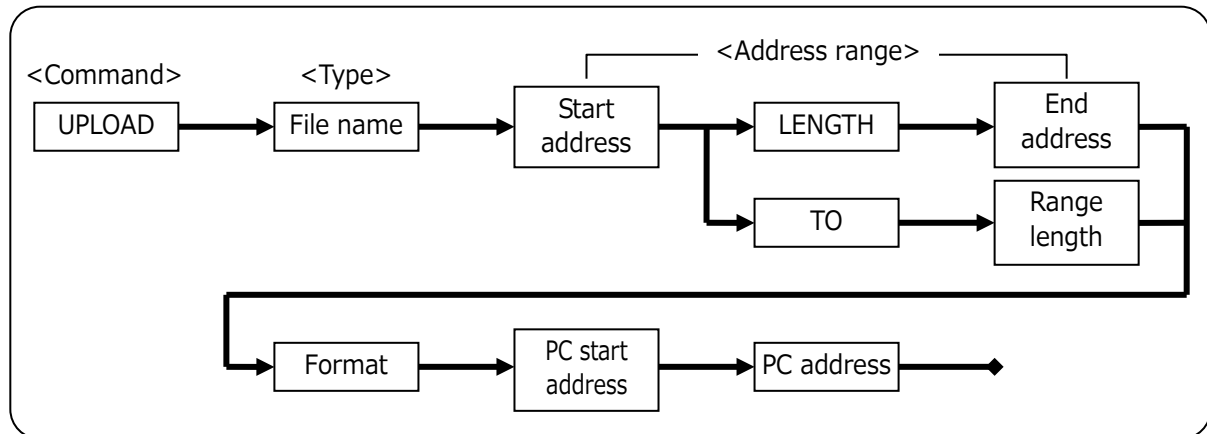 <Address range>
<Command>
<Type>
UPLOAD
File name
Start
address
LENGTH
End
address
TO
Range
length
Format
PC start
address
PC address